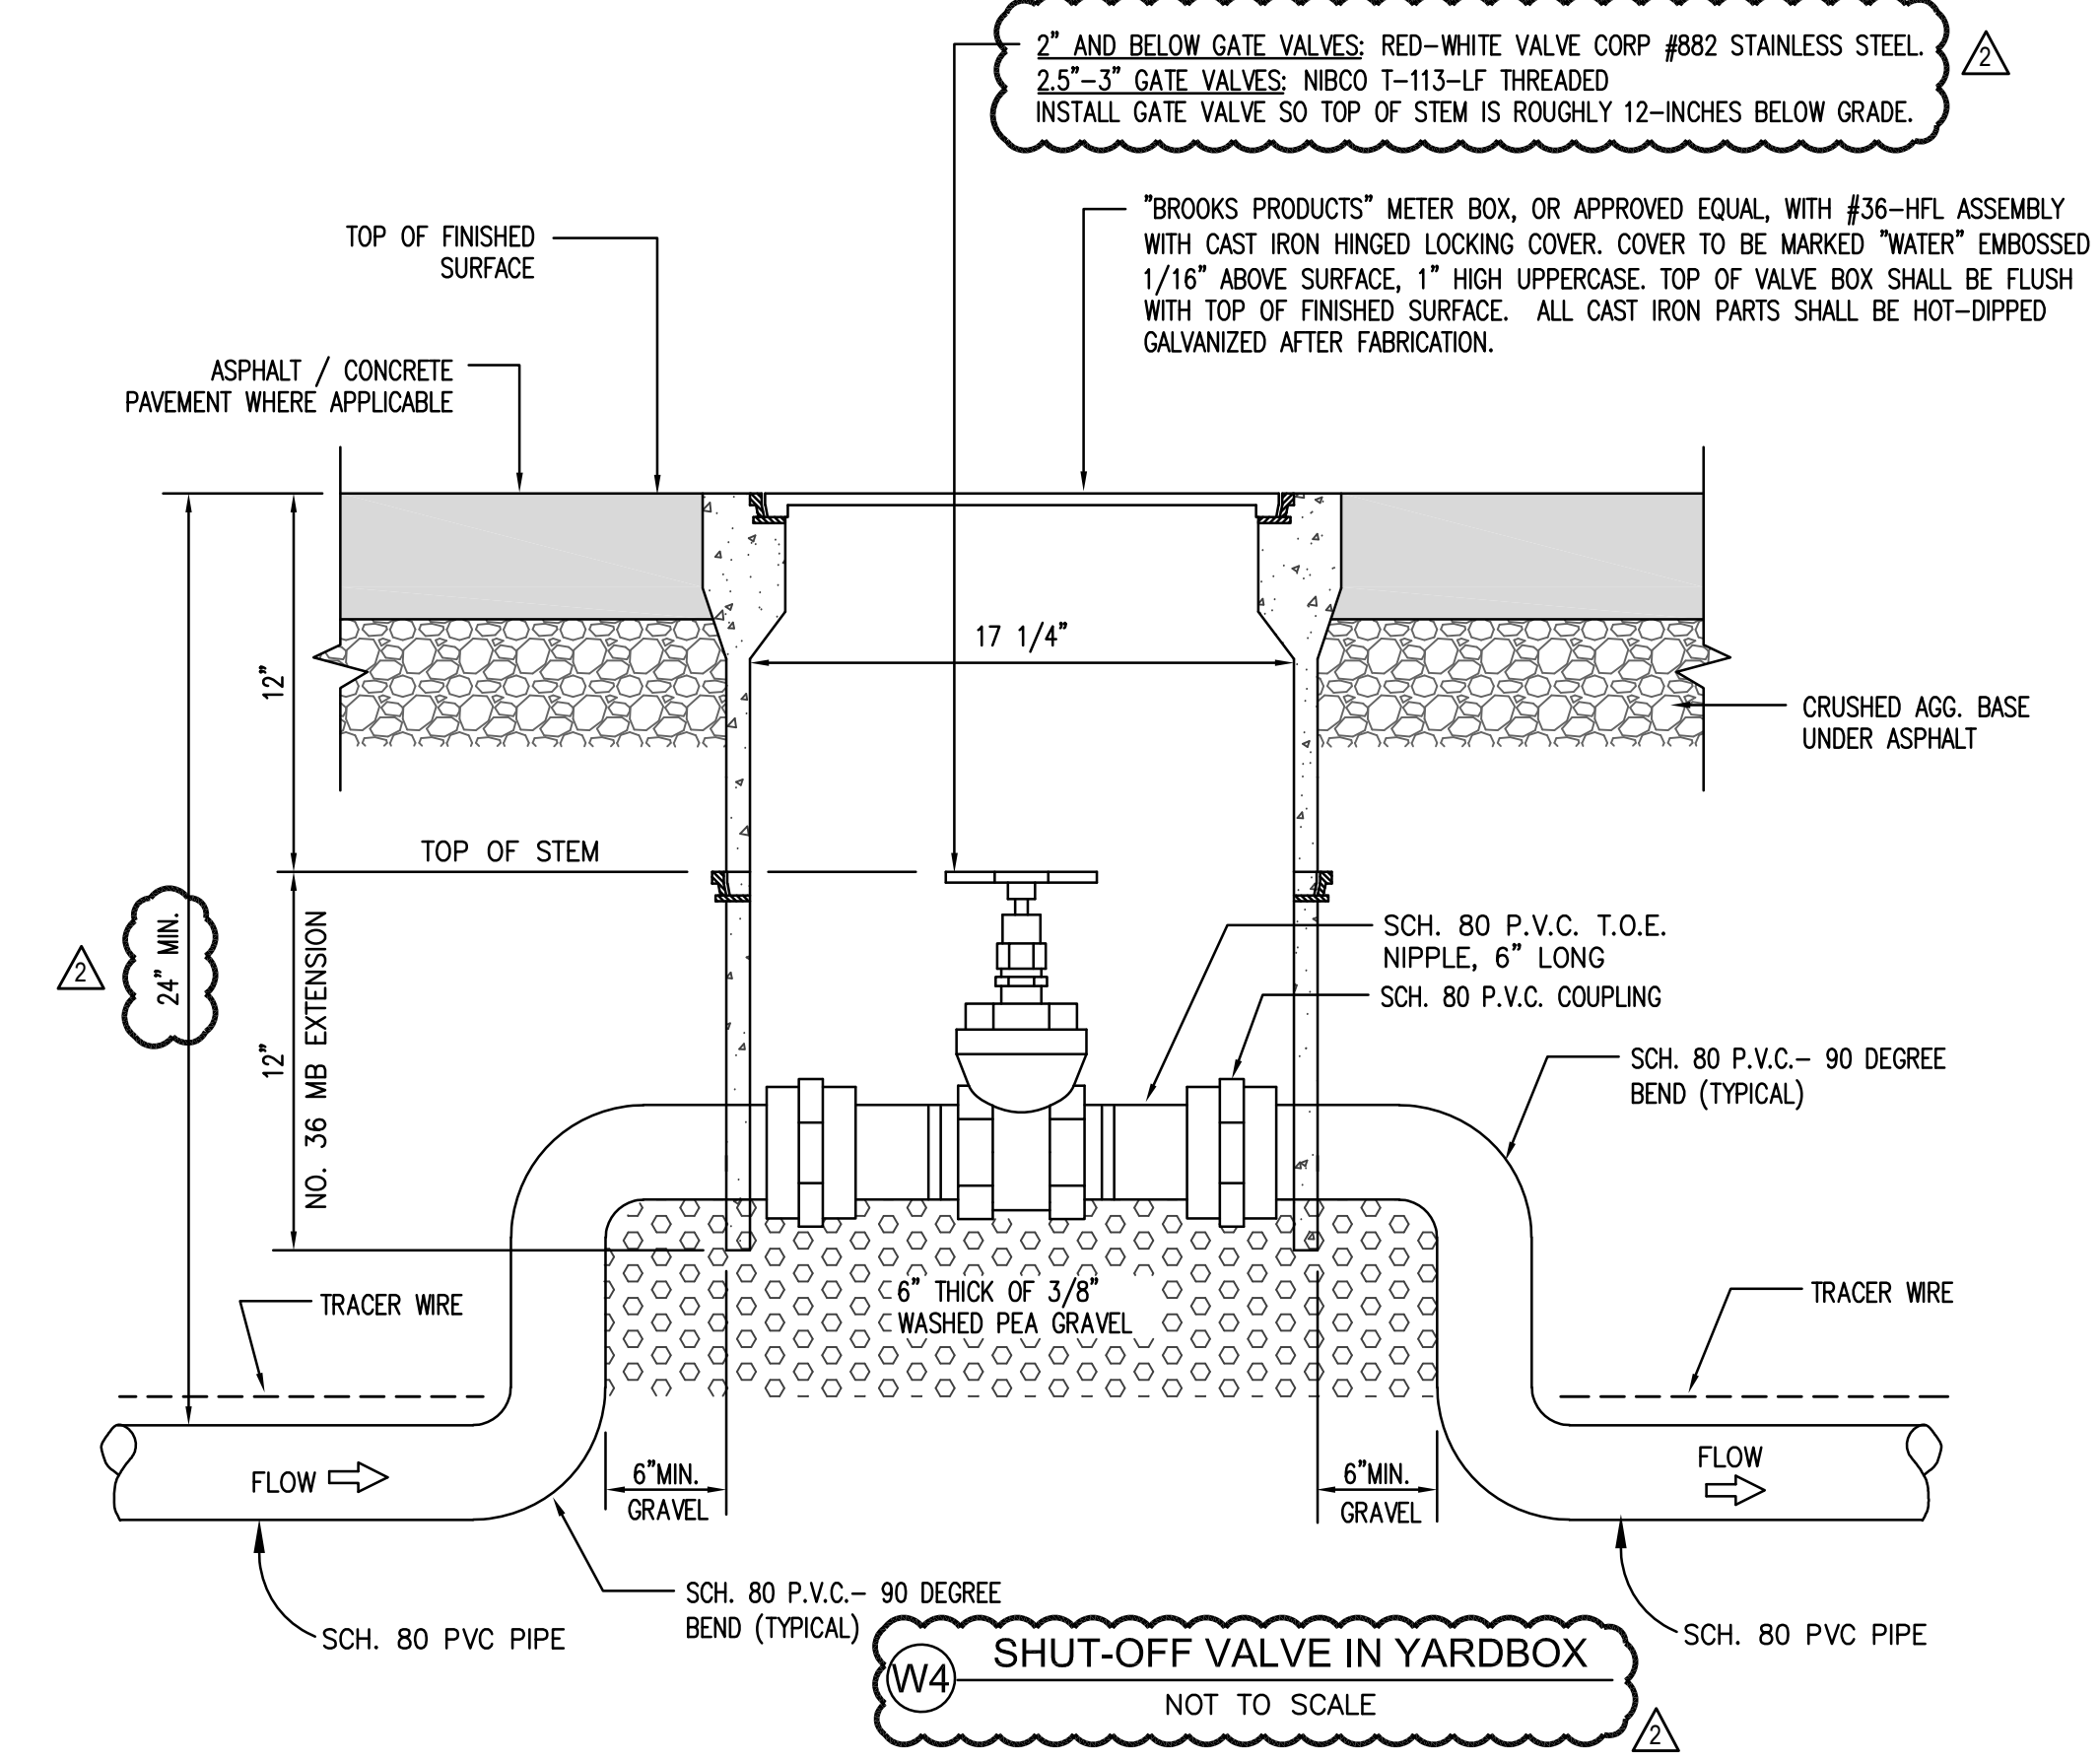 2" AND BELOW GATE VALVES: RED-WHITE VALVE CORP #882 STAINLESS STEEL.
2.5"-3" GATE VALVES: NIBCO T-113-LF THREADED
INSTALL GATE VALVE SO TOP OF STEM IS ROUGHLY 12-INCHES BELOW GRADE.
2
"BROOKS PRODUCTS" METER BOX, OR APPROVED EQUAL, WITH #36-HFL ASSEMBLY
WITH CAST IRON HINGED LOCKING COVER. COVER TO BE MARKED "WATER" EMBOSSED
1/16" ABOVE SURFACE, 1" HIGH UPPERCASE. TOP OF VALVE BOX SHALL BE FLUSH
WITH TOP OF FINISHED SURFACE. ALL CAST IRON PARTS SHALL BE HOT-DIPPED
GALVANIZED AFTER FABRICATION.
TOP OF FINISHED
SURFACE
ASPHALT / CONCRETE
PAVEMENT WHERE APPLICABLE
17 1/4"
12"
CRUSHED AGG. BASE
UNDER ASPHALT
TOP OF STEM
24" MIN.
2
12"
NO. 36 MB EXTENSION
SCH. 80 P.V.C. T.O.E.
NIPPLE, 6" LONG
SCH. 80 P.V.C. COUPLING
SCH. 80 P.V.C.- 90 DEGREE
BEND (TYPICAL)
6" THICK OF 3/8"
WASHED PEA GRAVEL
TRACER WIRE
TRACER WIRE
FLOW
6"MIN.
GRAVEL
6"MIN.
GRAVEL
FLOW
SCH. 80 P.V.C.- 90 DEGREE
BEND (TYPICAL)
SCH. 80 PVC PIPE
SCH. 80 PVC PIPE
W4
SHUT-OFF VALVE IN YARDBOX
NOT TO SCALE
2